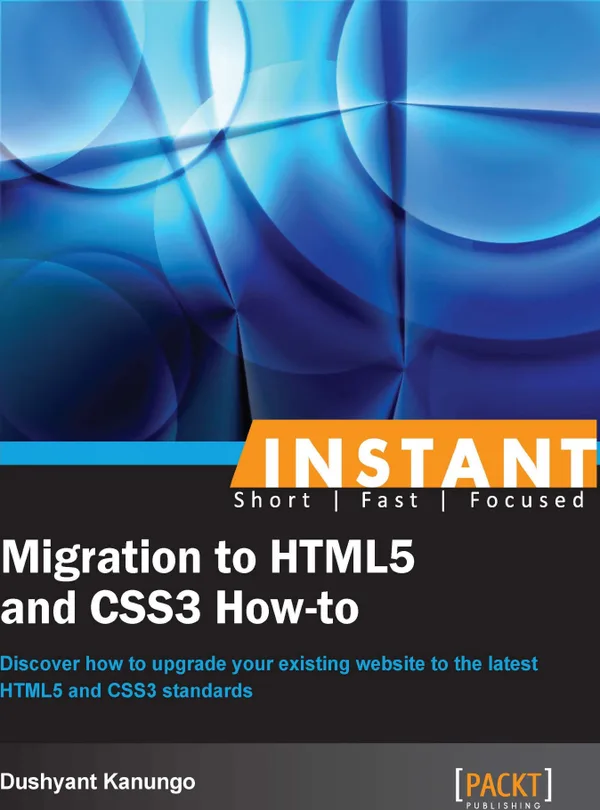 INSTANT
Short | Fast | Focused
Migration to HTML5
and CSS3 How-to
Discover how to upgrade your existing website to the latest
HTML5 and CSS3 standards
Dushyant Kanungo
[PACKT]
PUBLISHING